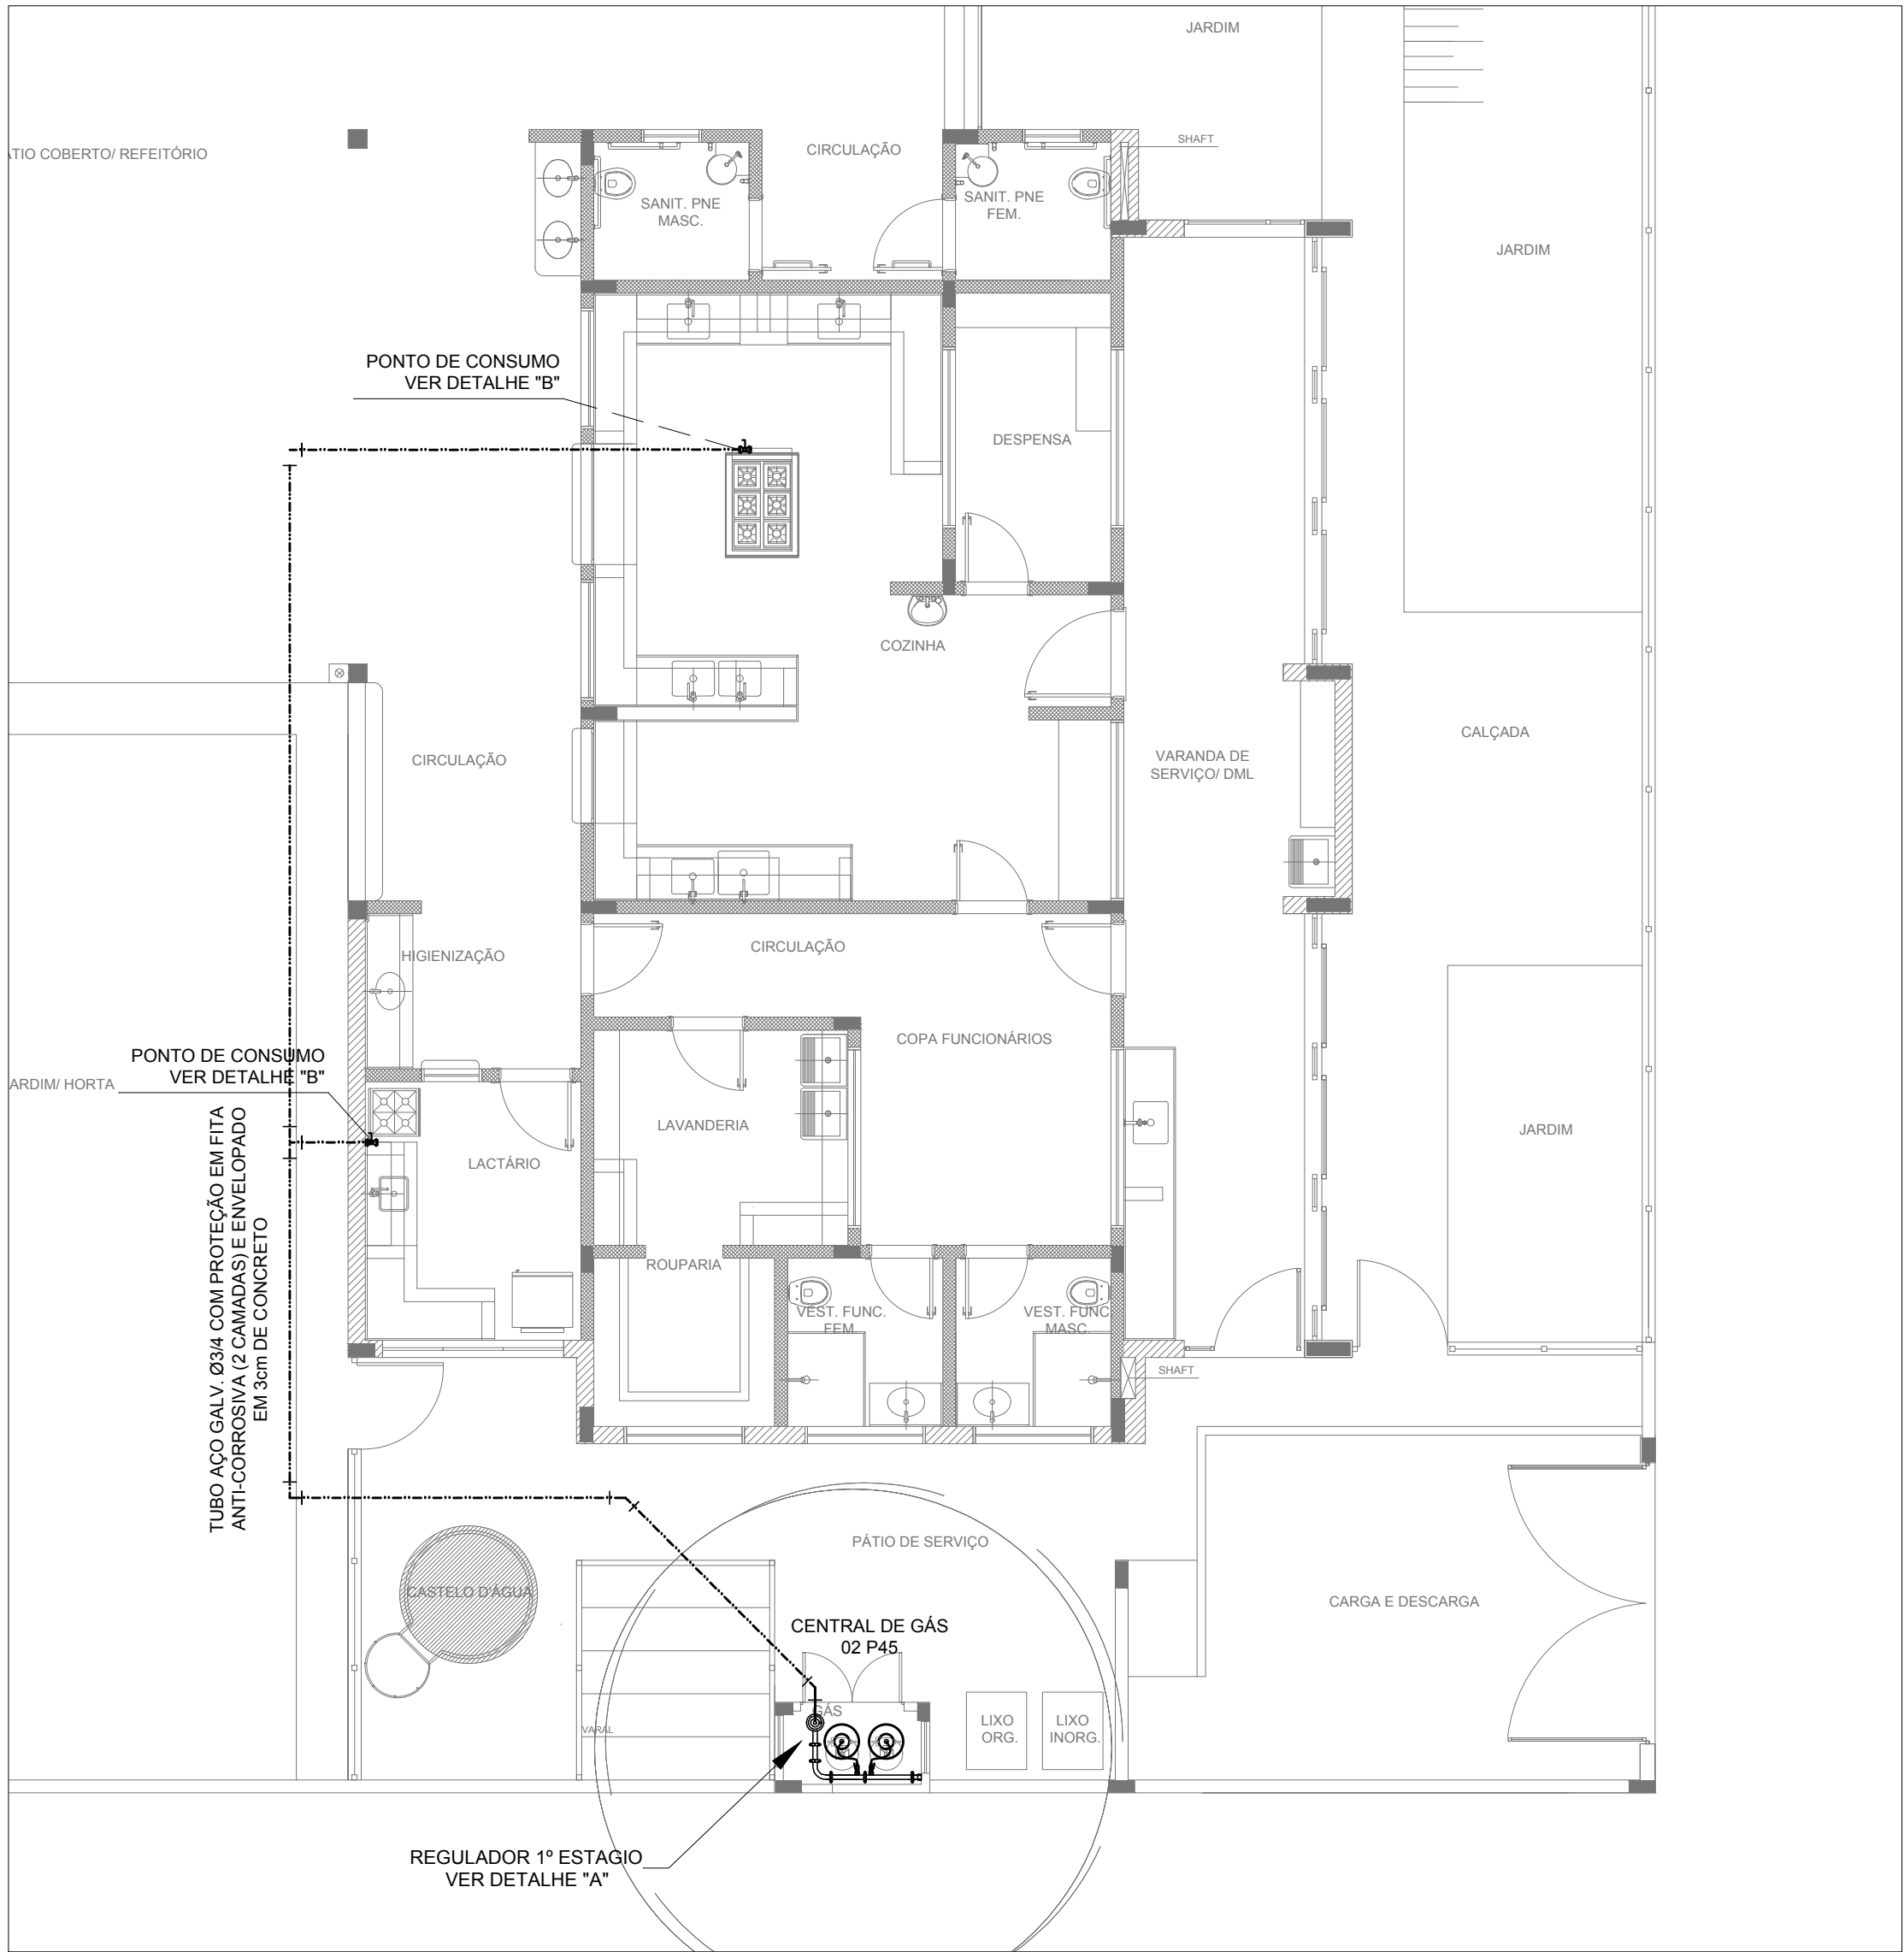 JARDIM
ÁTIO COBERTO/ REFEITÓRIO
CIRCULAÇÃO
SHAFT
SANIT. PNE
MASC.
SANIT. PNE
FEM.
JARDIM
PONTO DE CONSUMO
VER DETALHE "B"
DESPENSA
COZINHA
CIRCULAÇÃO
VARANDA DE
SERVIÇO/ DML
CALÇADA
HIGIENIZAÇÃO
CIRCULAÇÃO
COPA FUNCIONÁRIOS
PONTO DE CONSUMO
VER DETALHE "B"
ARDIM/ HORTA
LAVANDERIA
JARDIM
LACTÁRIO
TUBO AÇO GALV. Ø3/4 COM PROTEÇÃO EM FITA
ANTI-CORROSIVA (2 CAMADAS) E ENVELOPADO
EM 3cm DE CONCRETO
ROUPARIA
VEST. FUNC.
FEM.
VEST. FUNC.
MASC.
SHAFT
PÁTIO DE SERVIÇO
CASTELO D'ÁGUA
CARGA E DESCARGA
CENTRAL DE GÁS
02 P45
GÁS
VARAL
LIXO
ORG.
LIXO
INORG.
REGULADOR 1º ESTAGIO
VER DETALHE "A"